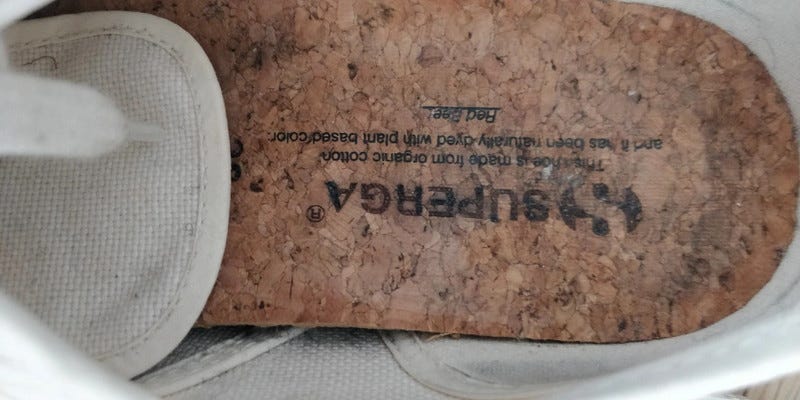 SUPERGA®
This shoe is made from organic cotton
and it has been naturally dyed with plant based color:
Red Beet